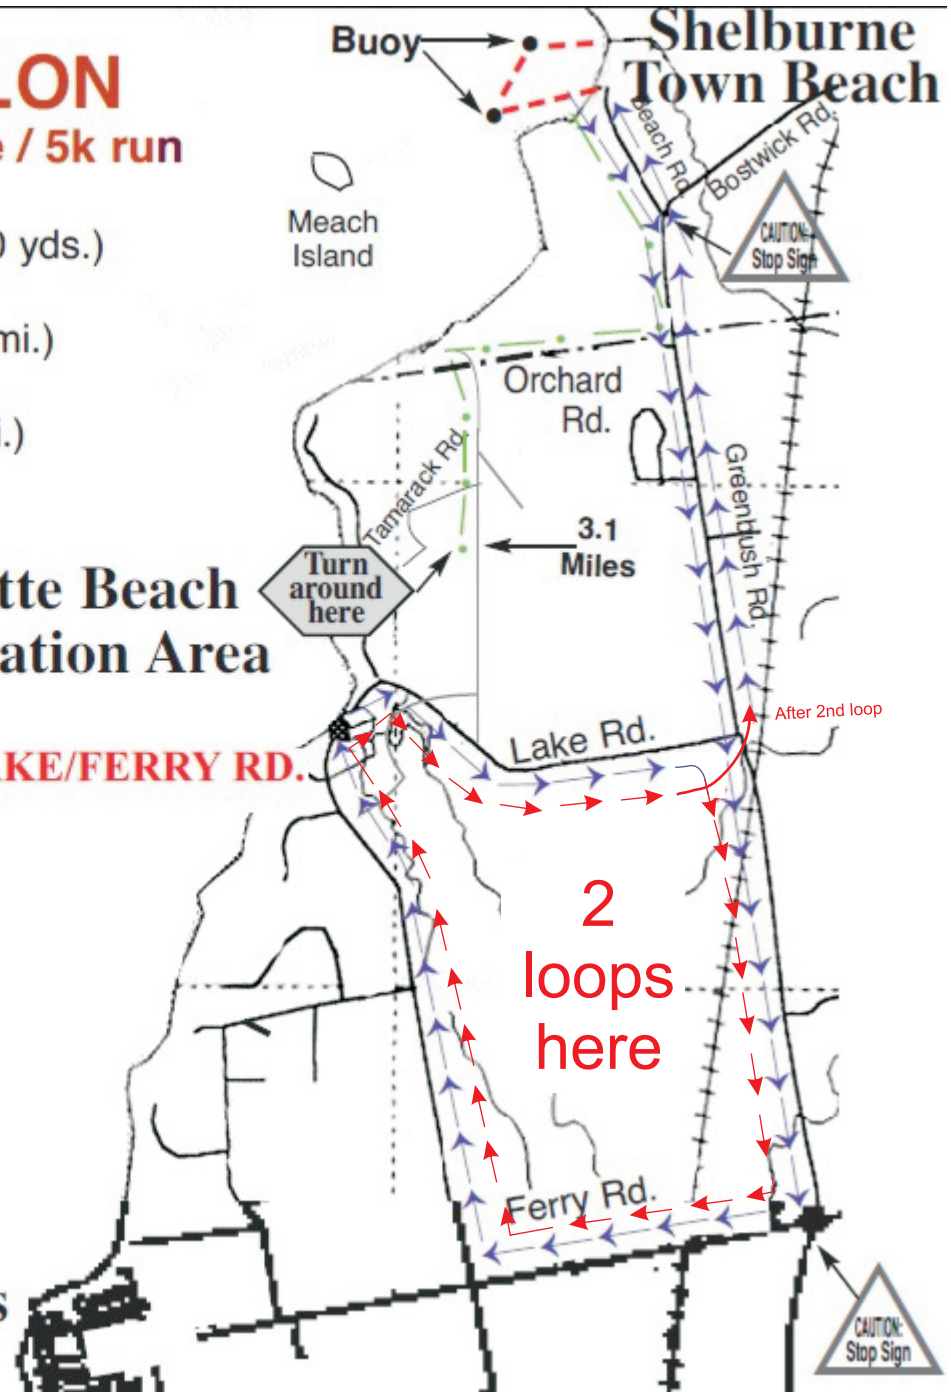 Buoy
Shelburne
Town Beach
LON
e / 5k run
Meach
Island
0 yds.)
mi.)
i.)
Beach Rd.
Bostwick Rd.
CAUTION:
Stop Sign
Orchard
Rd.
Tamarack Rd.
Greenbush Rd
3.1
Miles
Turn
around
here
tte Beach
ation Area
After 2nd loop
Lake Rd.
AKE/FERRY RD.
2
loops
here
Ferry Rd.
s
CAUTION:
Stop Sign